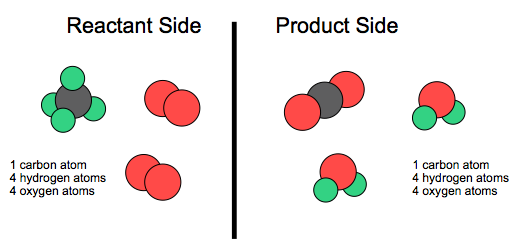 Reactant Side
Product Side
1 carbon atom
4 hydrogen atoms
4 oxygen atoms
1 carbon atom
4 hydrogen atoms
4 oxygen atoms